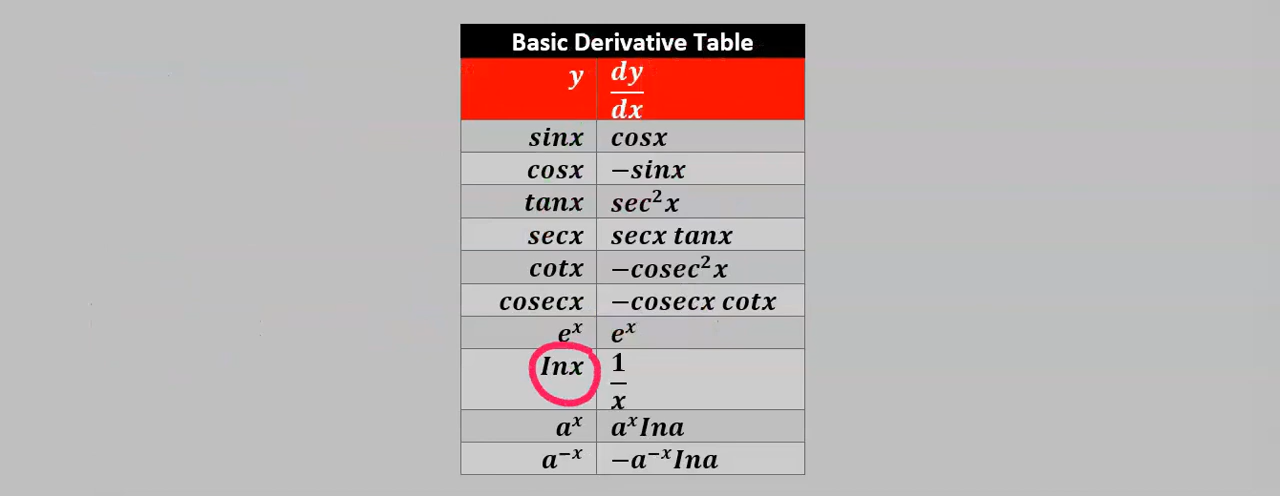 Basic Derivative Table
y dy/dx
sinx cosx
cosx −sinx
tanx sec²x
secx secx tanx
cotx −cosec²x
cosecx −cosecx cotx
eˣ eˣ
Inx 1/x
aˣ aˣIna
a⁻ˣ −a⁻ˣIna